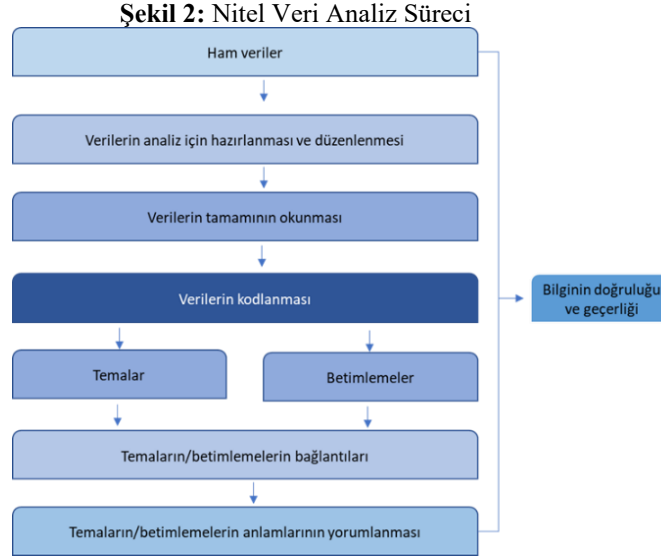 Şekil 2: Nitel Veri Analiz Süreci
Ham veriler
Verilerin analiz için hazırlanması ve düzenlenmesi
Verilerin tamamının okunması
Verilerin kodlanması
Bilginin doğruluğu
ve geçerliği
Temalar
Betimlemeler
Temaların/betimlemelerin bağlantıları
Temaların/betimlemelerin anlamlarının yorumlanması